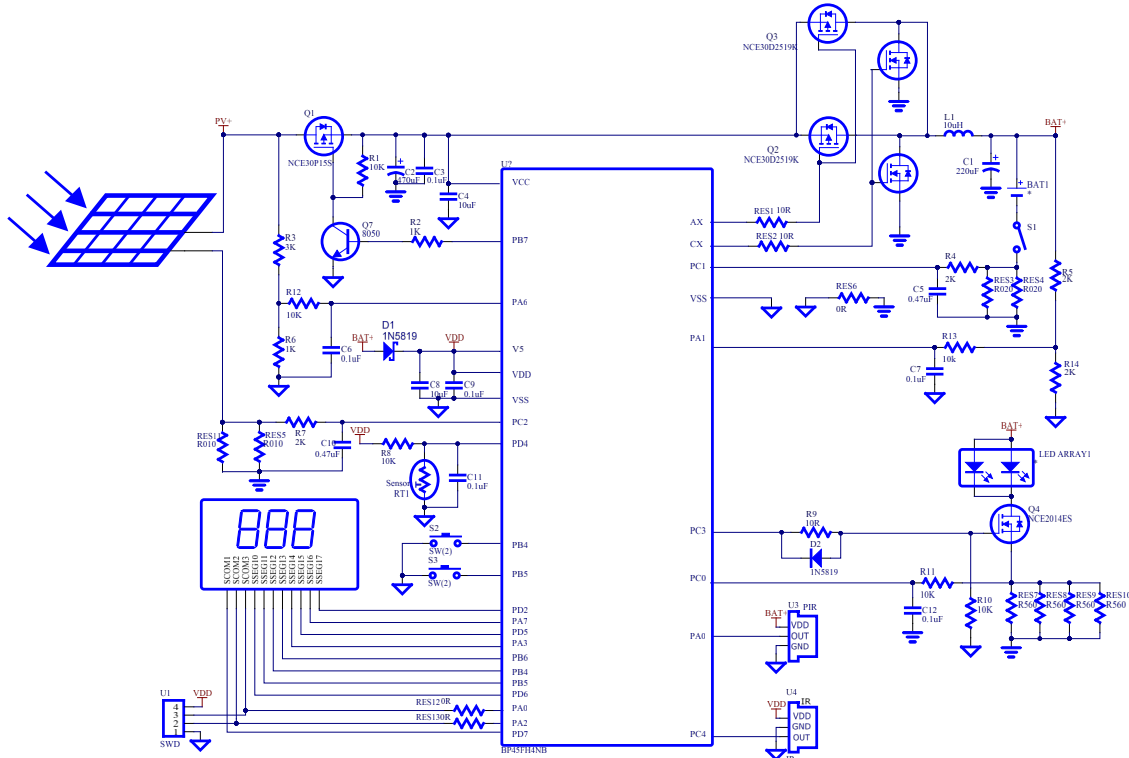 Q3
NCE30D2519K
PV+
Q1
NCE30P15S
R1
10K
C2
470uF
C3
0.1uF
C4
10uF
U?
VCC
Q2
NCE30D2519K
L1
10uH
BAT+
C1
220uF
BAT1
*
S1
R3
3K
Q7
8050
R2
1K
PB7
AX
RES1 10R
CX
RES2 10R
PC1
R4
2K
C5
0.47uF
RES3
R020
RES4
R020
R5
2K
R12
10K
PA6
VSS
RES6
0R
R6
1K
C6
0.1uF
D1
1N5819
BAT+
VDD
V5
VDD
C8
10uF
C9
0.1uF
VSS
PA1
R13
10k
C7
0.1uF
R14
2K
RES11
R010
RES5
R010
R7
2K
C10
0.47uF
PC2
VDD
R8
10K
PD4
Sensor
RT1
C11
0.1uF
BAT+
LED ARRAY1
*
Q4
NCE2014ES
S2
SW(2)
PB4
S3
SW(2)
PB5
PC3
R9
10R
D2
1N5819
888
SCOM1
SCOM2
SCOM3
SSEG10
SSEG11
SSEG12
SSEG13
SSEG14
SSEG15
SSEG16
SSEG17
PC0
R11
10K
C12
0.1uF
R10
10K
RES7
R560
RES8
R560
RES9
R560
RES10
R560
PD2
PA7
PD5
PA3
PB6
PB4
PB5
PD6
PA0
PA2
PD7
PA0
U3
PIR
BAT+
VDD
OUT
GND
RES12 0R
RES13 0R
U1
VDD
4
3
2
1
SWD
BP45FH4NB
PC4
U4
IR
VDD
VDD
GND
OUT